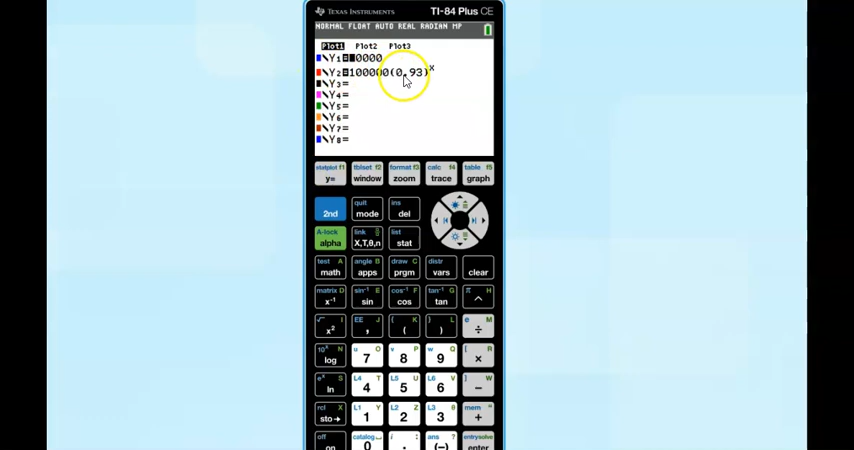 TEXAS INSTRUMENTS TI-84 Plus CE
NORMAL FLOAT AUTO REAL RADIAN MP
Plot1 Plot2 Plot3
\Y1=■0000
\Y2=100000(0.93)^x
\Y3=
\Y4=
\Y5=
\Y6=
\Y7=
\Y8=
statplot f1 tblset f2 format f3 calc f4 table f5
y= window zoom trace graph
quit ins
2nd mode del
A-lock link list
alpha X,T,θ,n stat
test A angle B draw C distr
math apps prgm vars clear
matrix D sin⁻¹ E cos⁻¹ F tan⁻¹ G π H
x⁻¹ sin cos tan ^
√ I EE J { K } L e M
x² , ( ) ÷
10ˣ N u O v P w Q [ R
log 7 8 9 ×
eˣ S L4 T L5 U L6 V ] W
ln 4 5 6 −
rcl X L1 Y L2 Z L3 θ mem "
sto→ 1 2 3 +
off catalog i : ans ? entry solve
on 0 . (−) enter